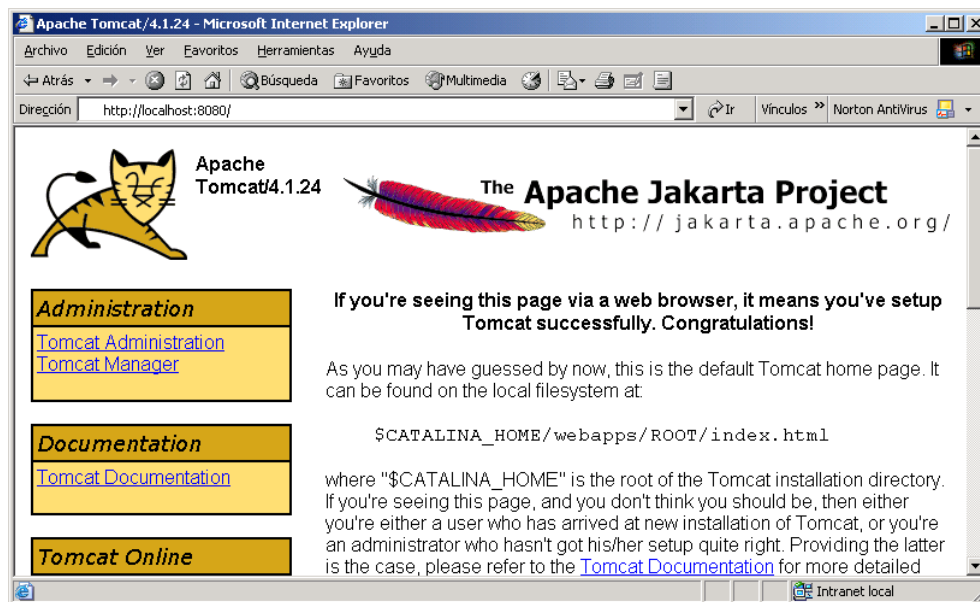 Apache Tomcat/4.1.24 - Microsoft Internet Explorer
Archivo Edición Ver Favoritos Herramientas Ayuda
Atrás Búsqueda Favoritos Multimedia
Dirección http://localhost:8080/ Ir Vínculos » Norton AntiVirus
Apache
Tomcat/4.1.24
The Apache Jakarta Project
http://jakarta.apache.org/
Administration
Tomcat Administration
Tomcat Manager
Documentation
Tomcat Documentation
Tomcat Online
If you're seeing this page via a web browser, it means you've setup
Tomcat successfully. Congratulations!
As you may have guessed by now, this is the default Tomcat home page. It
can be found on the local filesystem at:
$CATALINA_HOME/webapps/ROOT/index.html
where "$CATALINA_HOME" is the root of the Tomcat installation directory.
If you're seeing this page, and you don't think you should be, then either
you're either a user who has arrived at new installation of Tomcat, or you're
an administrator who hasn't got his/her setup quite right. Providing the latter
is the case, please refer to the Tomcat Documentation for more detailed
Intranet local